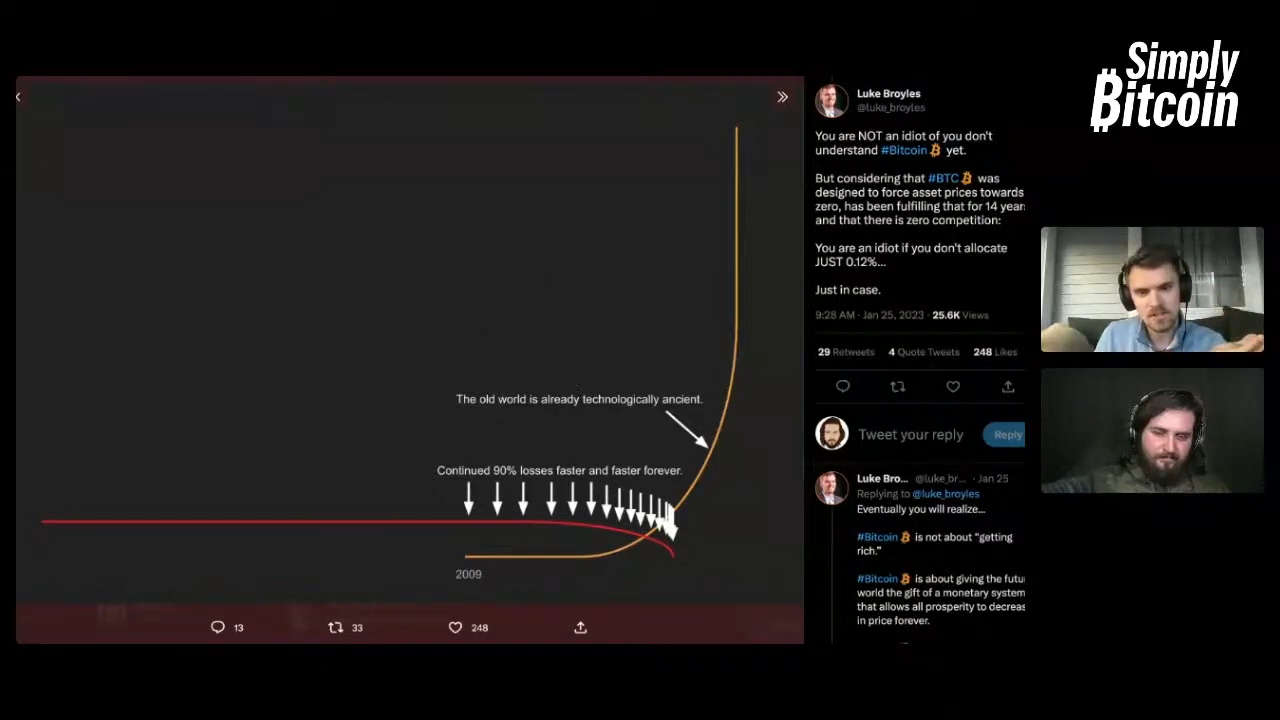 Simply
Bitcoin
The old world is already technologically ancient.
Continued 90% losses faster and faster forever.
2009
13
33
248
Luke Broyles
@luke_broyles
You are NOT an idiot of you don't
understand #Bitcoin yet.
But considering that #BTC was
designed to force asset prices towards
zero, has been fulfilling that for 14 years
and that there is zero competition:
You are an idiot if you don't allocate
JUST 0.12%...
Just in case.
9:28 AM · Jan 25, 2023 · 25.6K Views
29 Retweets 4 Quote Tweets 248 Likes
Tweet your reply
Reply
Luke Bro... @luke_br... · Jan 25
Replying to @luke_broyles
Eventually you will realize...
#Bitcoin is not about "getting
rich."
#Bitcoin is about giving the futu
world the gift of a monetary system
that allows all prosperity to decreas
in price forever.